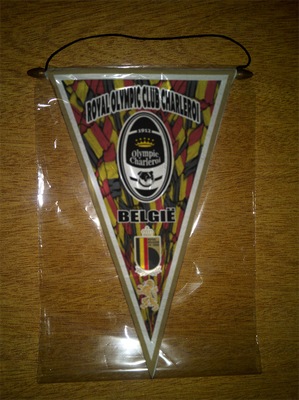 ROYAL OLYMPIC CLUB CHARLEROI
1912
Olympic
Charleroi
BELGIË